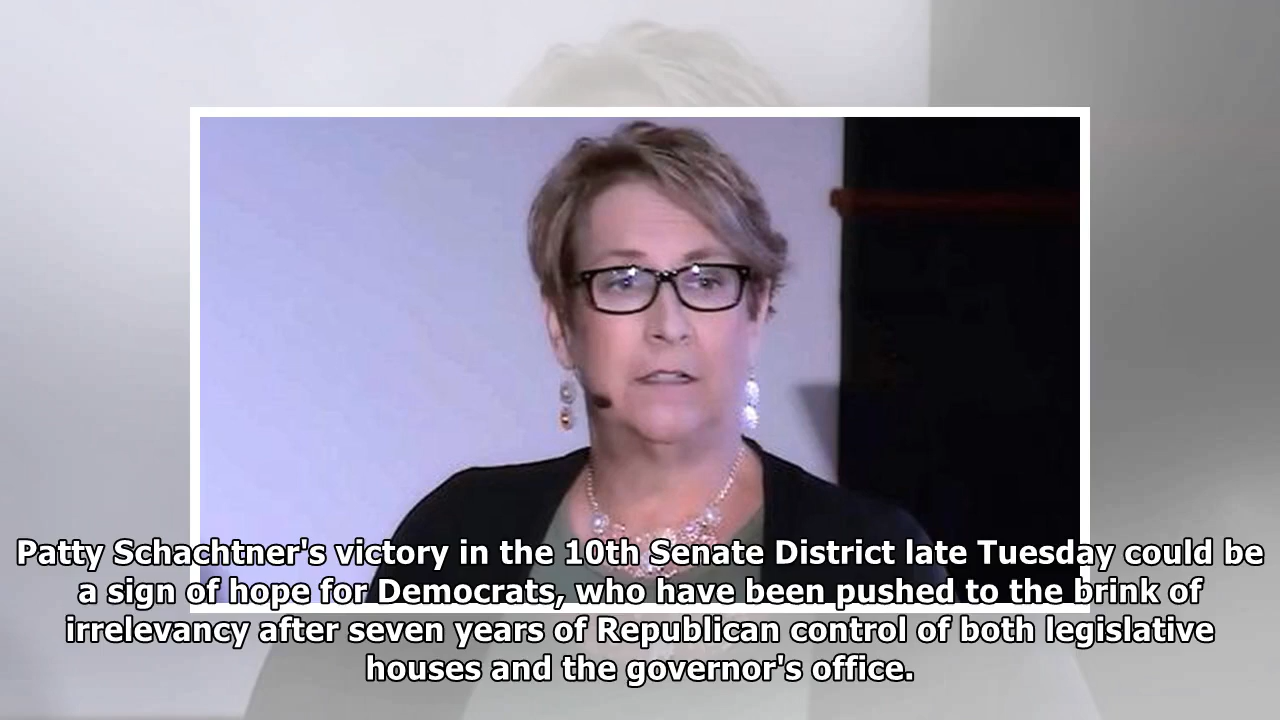 Patty Schachtner's victory in the 10th Senate District late Tuesday could be
a sign of hope for Democrats, who have been pushed to the brink of
irrelevancy after seven years of Republican control of both legislative
houses and the governor's office.